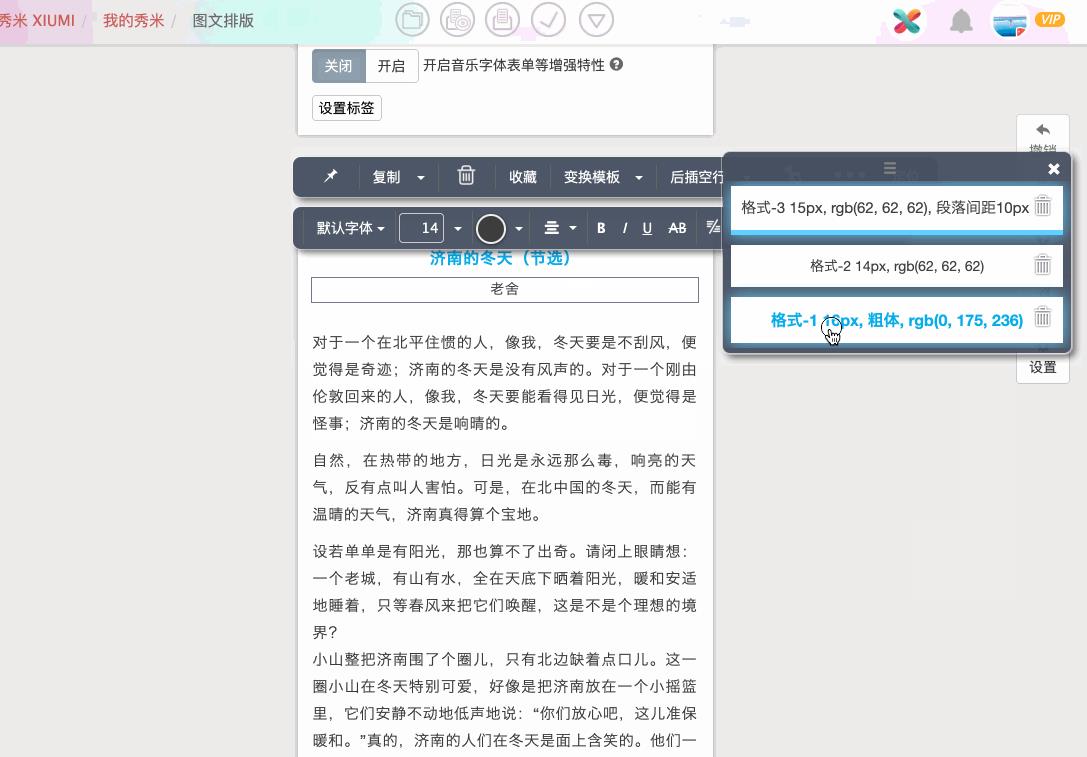 秀米 XIUMI / 我的秀米 / 图文排版
VIP
关闭 开启 开启音乐字体表单等增强特性
设置标签
撤销
复制 收藏 变换模板 后插空行
格式-3 15px, rgb(62, 62, 62), 段落间距10px
默认字体 14 B I U AB
格式-2 14px, rgb(62, 62, 62)
济南的冬天（节选）
老舍
格式-1 16px, 粗体, rgb(0, 175, 236)
设置
对于一个在北平住惯的人，像我，冬天要是不刮风，便
觉得是奇迹；济南的冬天是没有风声的。对于一个刚由
伦敦回来的人，像我，冬天要能看得见日光，便觉得是
怪事；济南的冬天是响晴的。
自然，在热带的地方，日光是永远那么毒，响亮的天
气，反有点叫人害怕。可是，在北中国的冬天，而能有
温晴的天气，济南真得算个宝地。
设若单单是有阳光，那也算不了出奇。请闭上眼睛想：
一个老城，有山有水，全在天底下晒着阳光，暖和安适
地睡着，只等春风来把它们唤醒，这是不是个理想的境
界？
小山整把济南围了个圈儿，只有北边缺着点口儿。这一
圈小山在冬天特别可爱，好像是把济南放在一个小摇篮
里，它们安静不动地低声地说：“你们放心吧，这儿准保
暖和。”真的，济南的人们在冬天是面上含笑的。他们一